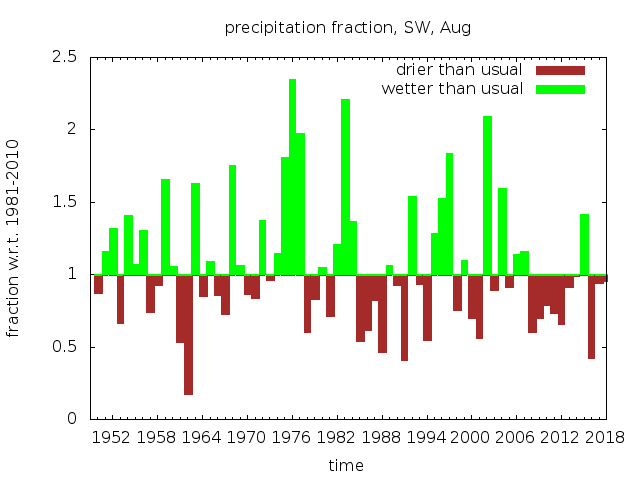 precipitation fraction, SW, Aug
drier than usual
wetter than usual
2.5
2
1.5
1
0.5
0
fraction w.r.t. 1981-2010
1952 1958 1964 1970 1976 1982 1988 1994 2000 2006 2012 2018
time